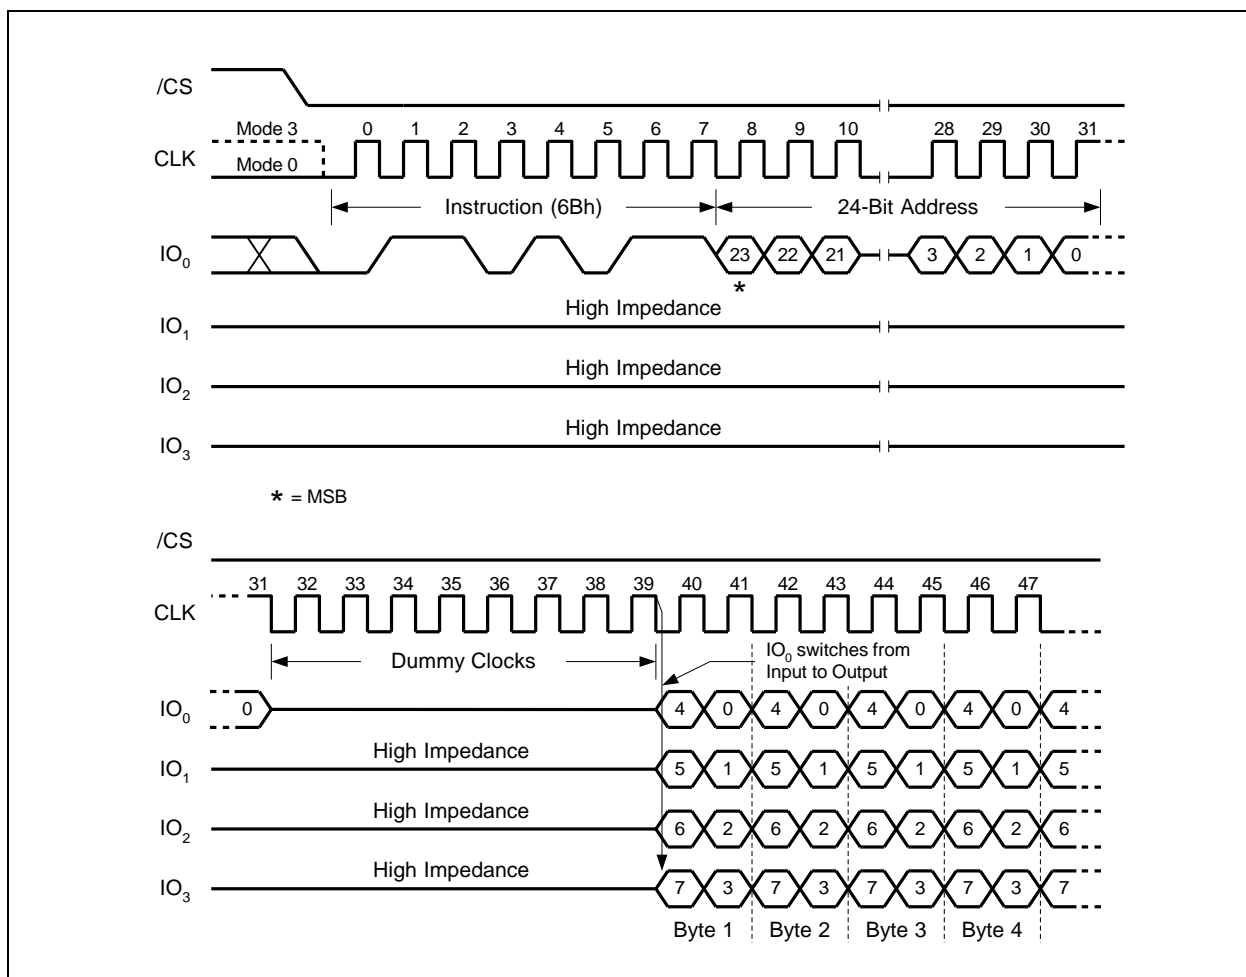 /CS
Mode 3 0 1 2 3 4 5 6 7 8 9 10 28 29 30 31
CLK
Mode 0
Instruction (6Bh) 24-Bit Address
IO0 23 22 21 3 2 1 0
*
High Impedance
IO1
High Impedance
IO2
High Impedance
IO3
* = MSB
/CS
31 32 33 34 35 36 37 38 39 40 41 42 43 44 45 46 47
CLK
Dummy Clocks
IO0 switches from
Input to Output
IO0 0 4 0 4 0 4 0 4 0 4
High Impedance
IO1 5 1 5 1 5 1 5 1 5
High Impedance
IO2 6 2 6 2 6 2 6 2 6
High Impedance
IO3 7 3 7 3 7 3 7 3 7
Byte 1 Byte 2 Byte 3 Byte 4